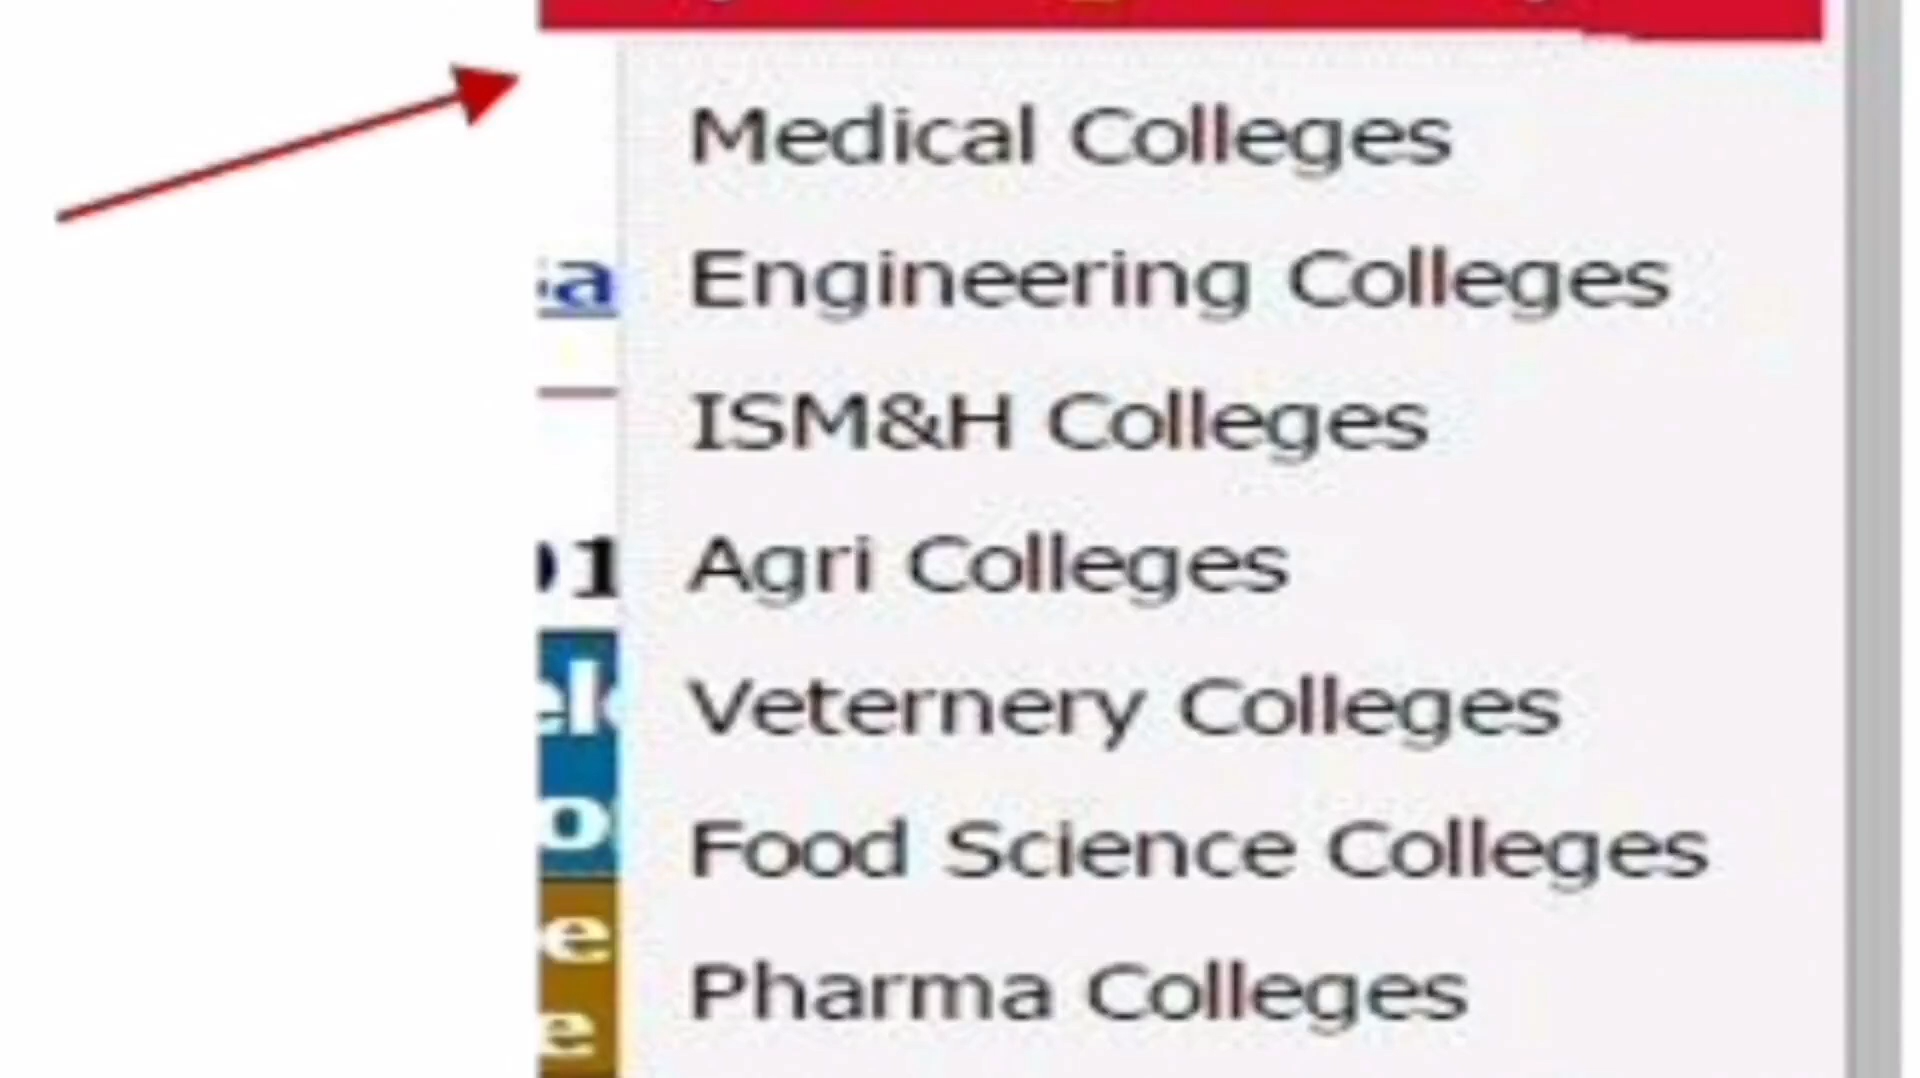 Medical Colleges
Engineering Colleges
ISM&H Colleges
Agri Colleges
Veternery Colleges
Food Science Colleges
Pharma Colleges